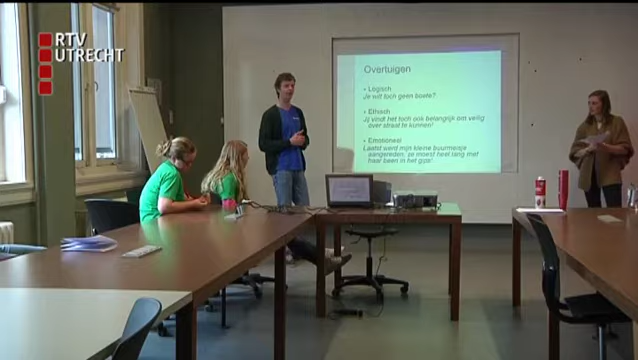 RTV
UTRECHT
Overtuigen
Logisch
Je wilt toch geen boete?
Ethisch
Jij vindt het toch ook belangrijk om veilig
over straat te kunnen!
Emotioneel
Laatst werd mijn kleine buurmeisje
aangereden, ze moest heel lang met
haar been in het gips!